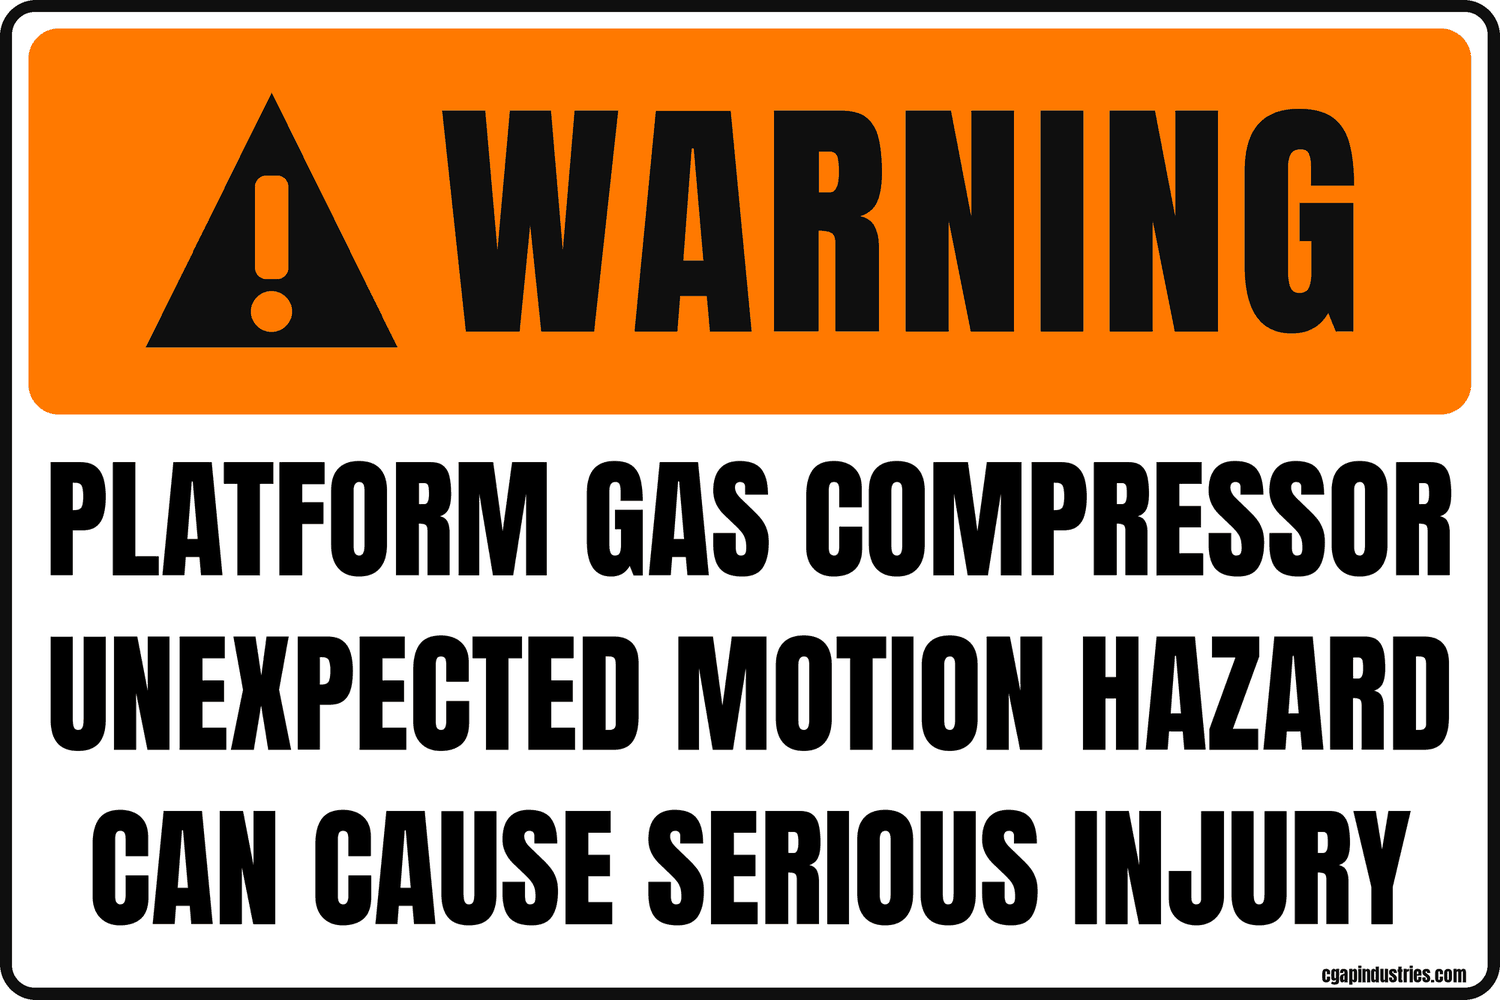 WARNING
PLATFORM GAS COMPRESSOR
UNEXPECTED MOTION HAZARD
CAN CAUSE SERIOUS INJURY
cgapindustries.com